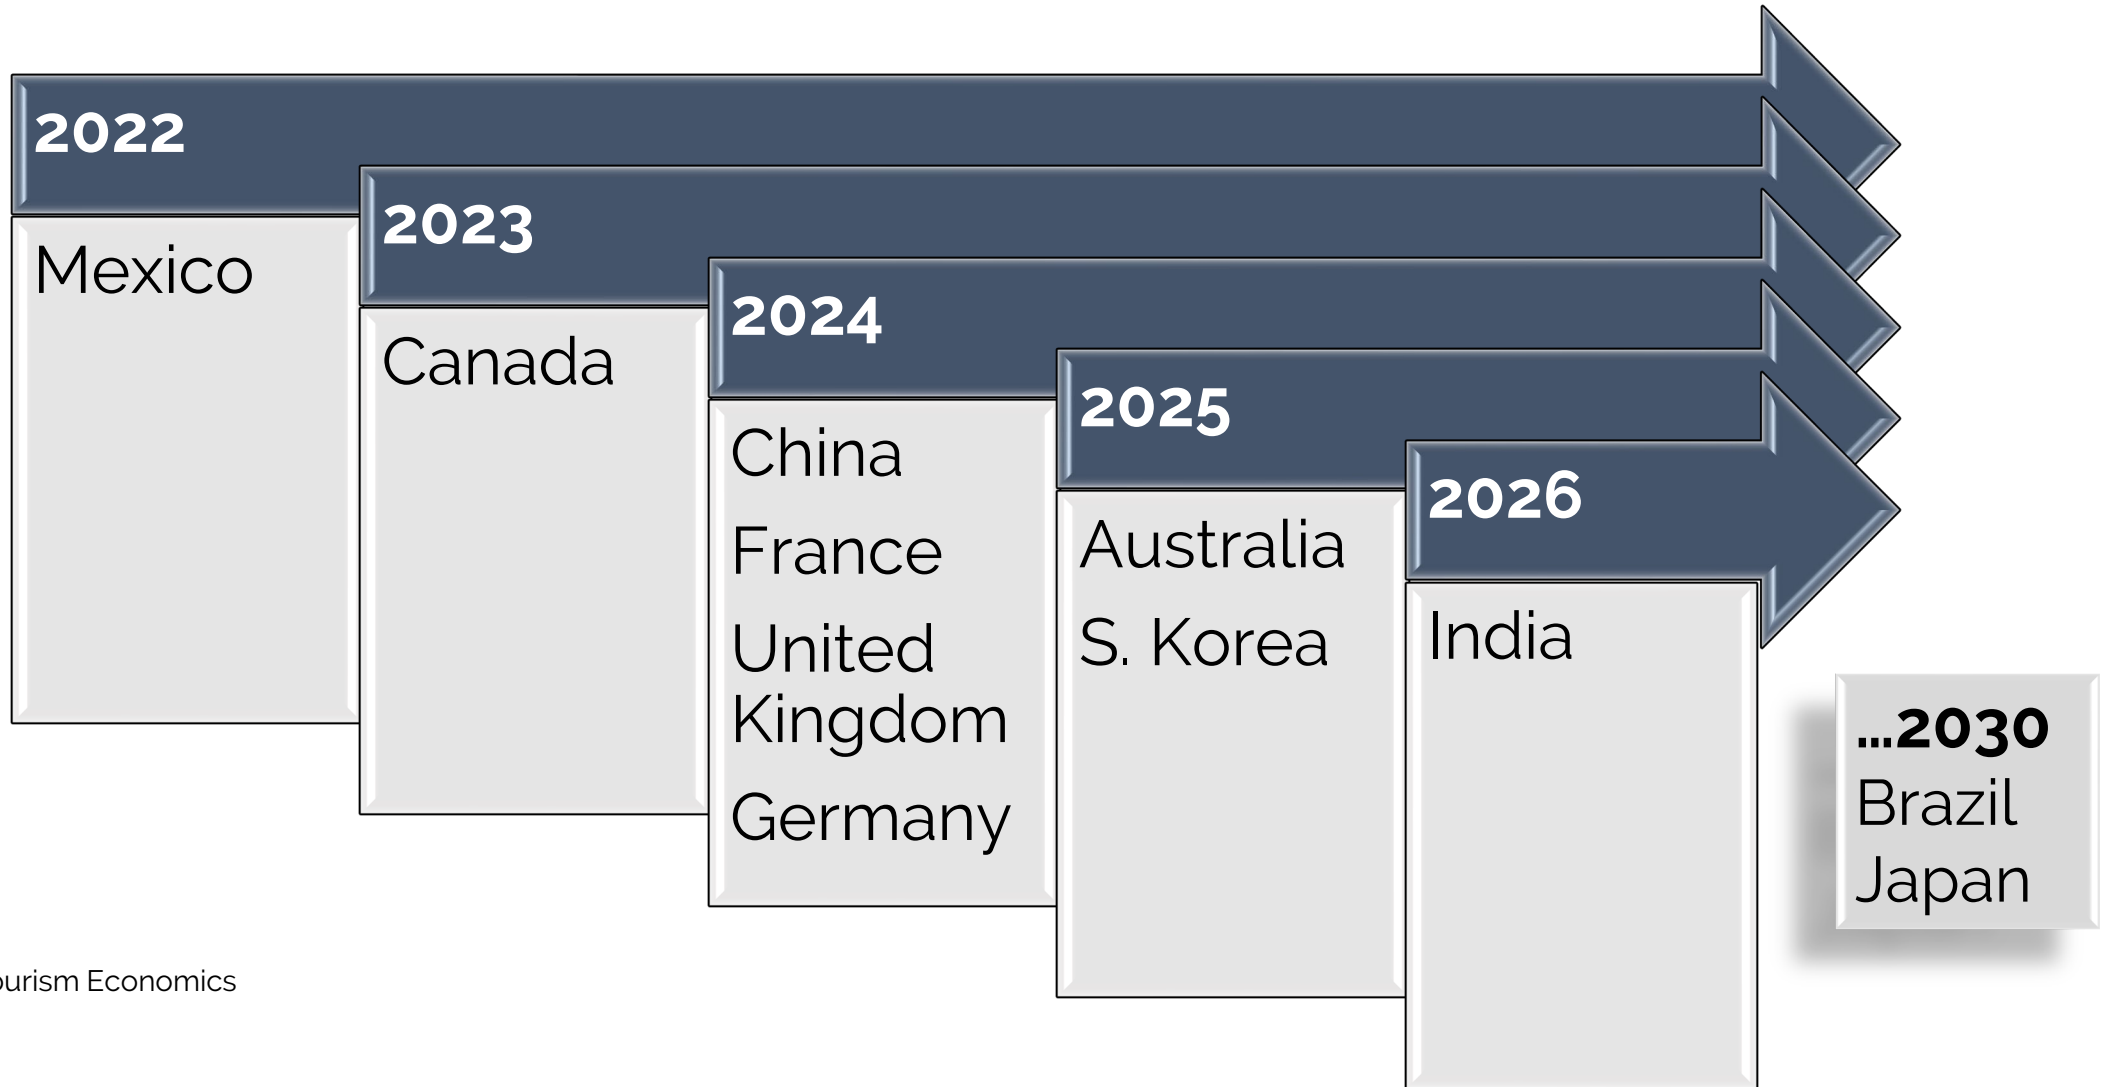 2022
Mexico
2023
Canada
2024
China
France
United
Kingdom
Germany
2025
Australia
S. Korea
2026
India
...2030
Brazil
Japan
ourism Economics